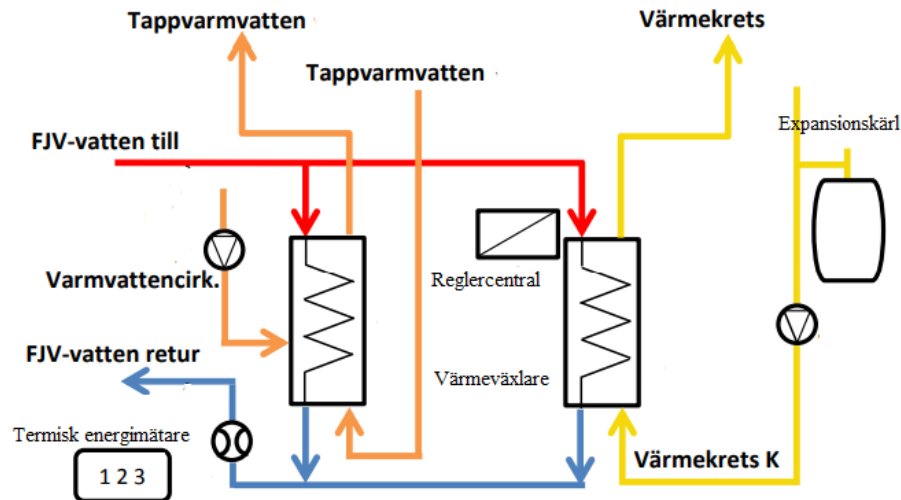 Tappvarmvatten
Värmekrets
Tappvarmvatten
Expansionskärl
FJV-vatten till
Varmvattencirk.
Reglercentral
FJV-vatten retur
Värmeväxlare
Termisk energimätare
Värmekrets K
1 2 3